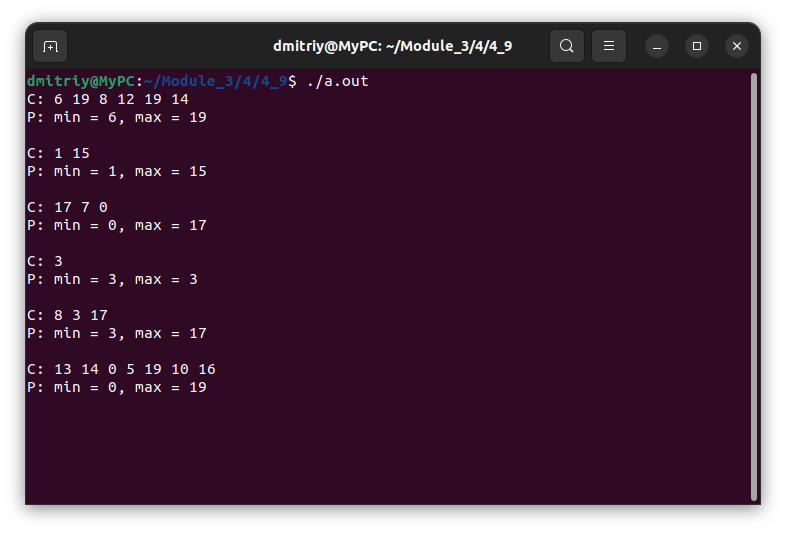 dmitriy@MyPC: ~/Module_3/4/4_9
dmitriy@MyPC:~/Module_3/4/4_9$ ./a.out
C: 6 19 8 12 19 14
P: min = 6, max = 19
C: 1 15
P: min = 1, max = 15
C: 17 7 0
P: min = 0, max = 17
C: 3
P: min = 3, max = 3
C: 8 3 17
P: min = 3, max = 17
C: 13 14 0 5 19 10 16
P: min = 0, max = 19